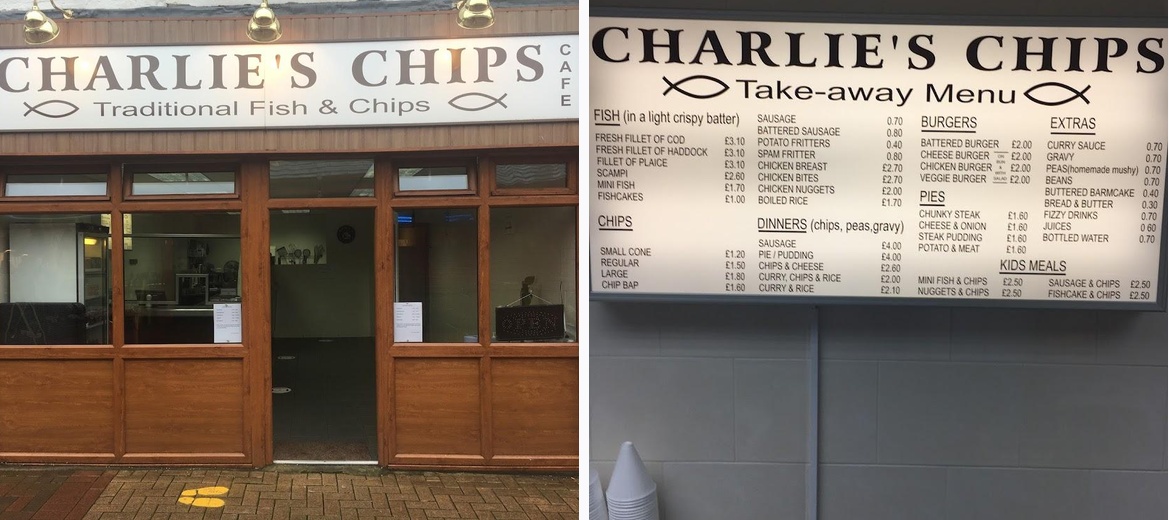 CHARLIE'S CHIPS
CAFE
Traditional Fish & Chips
OPEN
CHARLIE'S CHIPS
Take-away Menu
FISH (in a light crispy batter)
FRESH FILLET OF COD £3.10
FRESH FILLET OF HADDOCK £3.10
FILLET OF PLAICE £3.10
SCAMPI £2.60
MINI FISH £1.70
FISHCAKES £1.00
CHIPS
SMALL CONE £1.20
REGULAR £1.50
LARGE £1.80
CHIP BAP £1.60
SAUSAGE 0.70
BATTERED SAUSAGE 0.80
POTATO FRITTERS 0.40
SPAM FRITTER 0.80
CHICKEN BREAST £2.70
CHICKEN BITES £2.70
CHICKEN NUGGETS £2.00
BOILED RICE £1.70
DINNERS (chips, peas,gravy)
SAUSAGE £4.00
PIE / PUDDING £4.00
CHIPS & CHEESE £2.60
CURRY, CHIPS & RICE £2.00
CURRY & RICE £2.10
BURGERS
BATTERED BURGER £2.00
CHEESE BURGER £2.00
CHICKEN BURGER £2.00
VEGGIE BURGER £2.00
ON
BUN
&
WITH
SALAD
PIES
CHUNKY STEAK £1.60
CHEESE & ONION £1.60
STEAK PUDDING £1.60
POTATO & MEAT £1.60
EXTRAS
CURRY SAUCE 0.70
GRAVY 0.70
PEAS(homemade mushy) 0.70
BEANS 0.70
BUTTERED BARMCAKE 0.40
BREAD & BUTTER 0.30
FIZZY DRINKS 0.70
JUICES 0 60
BOTTLED WATER 0.70
KIDS MEALS
MINI FISH & CHIPS £2.50
NUGGETS & CHIPS £2.50
SAUSAGE & CHIPS £2.50
FISHCAKE & CHIPS £2.50